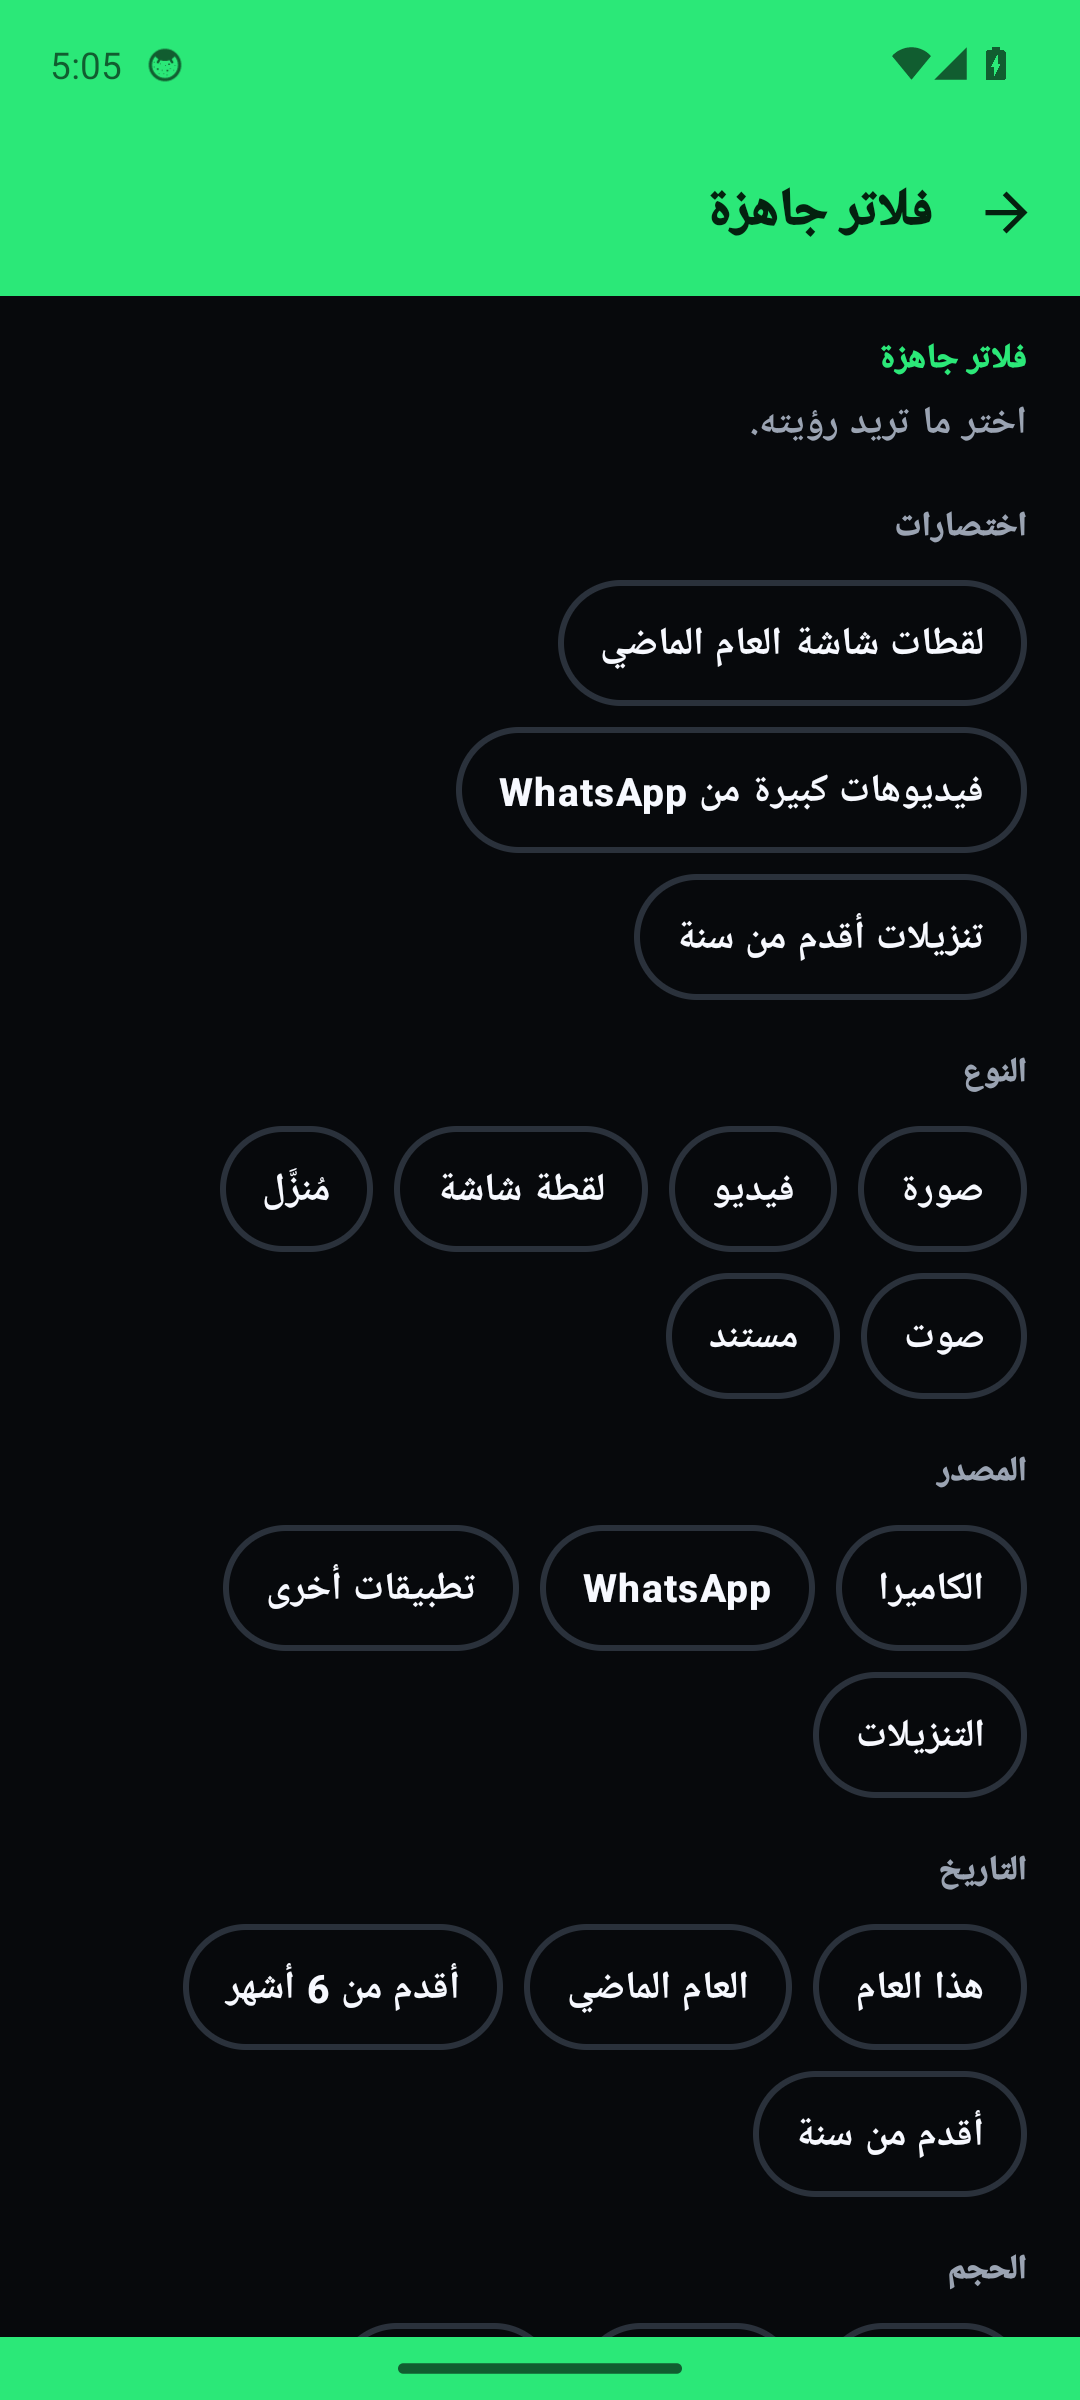 5:05
فلاتر جاهزة
فلاتر جاهزة
اختر ما تريد رؤيته.
اختصارات
لقطات شاشة العام الماضي
فيديوهات كبيرة من WhatsApp
تنزيلات أقدم من سنة
النوع
صورة فيديو لقطة شاشة مُنزَّل
صوت مستند
المصدر
الكاميرا WhatsApp تطبيقات أخرى
التنزيلات
التاريخ
هذا العام العام الماضي أقدم من 6 أشهر
أقدم من سنة
الحجم